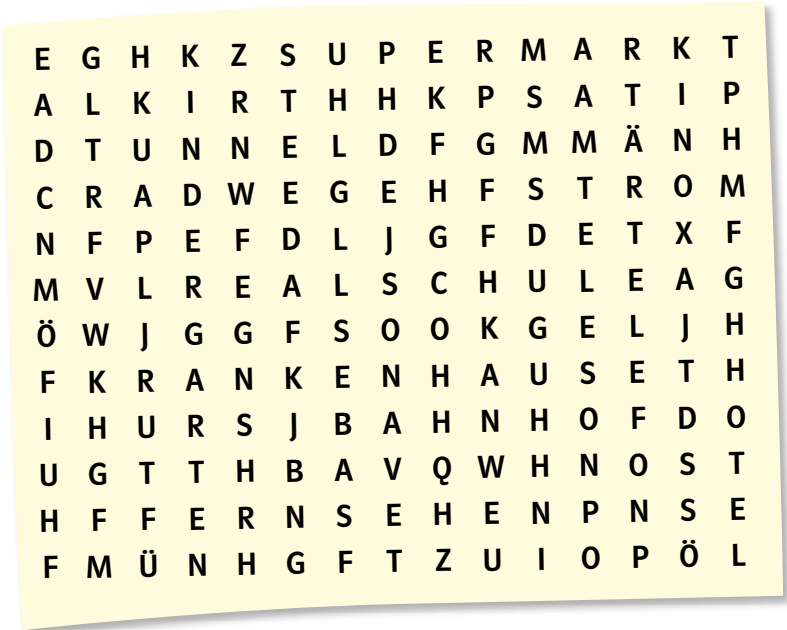 E G H K Z S U P E R M A R K T
A L K I R T H H K P S A T I P
D T U N N E L D F G M M Ä N H
C R A D W E G E H F S T R O M
N F P E F D L J G F D E T X F
M V L R E A L S C H U L E A G
Ö W J G G F S O O K G E L J H
F K R A N K E N H A U S E T H
I H U R S J B A H N H O F D O
U G T T H B A V Q W H N O S T
H F F E R N S E H E N P N S E
F M Ü N H G F T Z U I O P Ö L